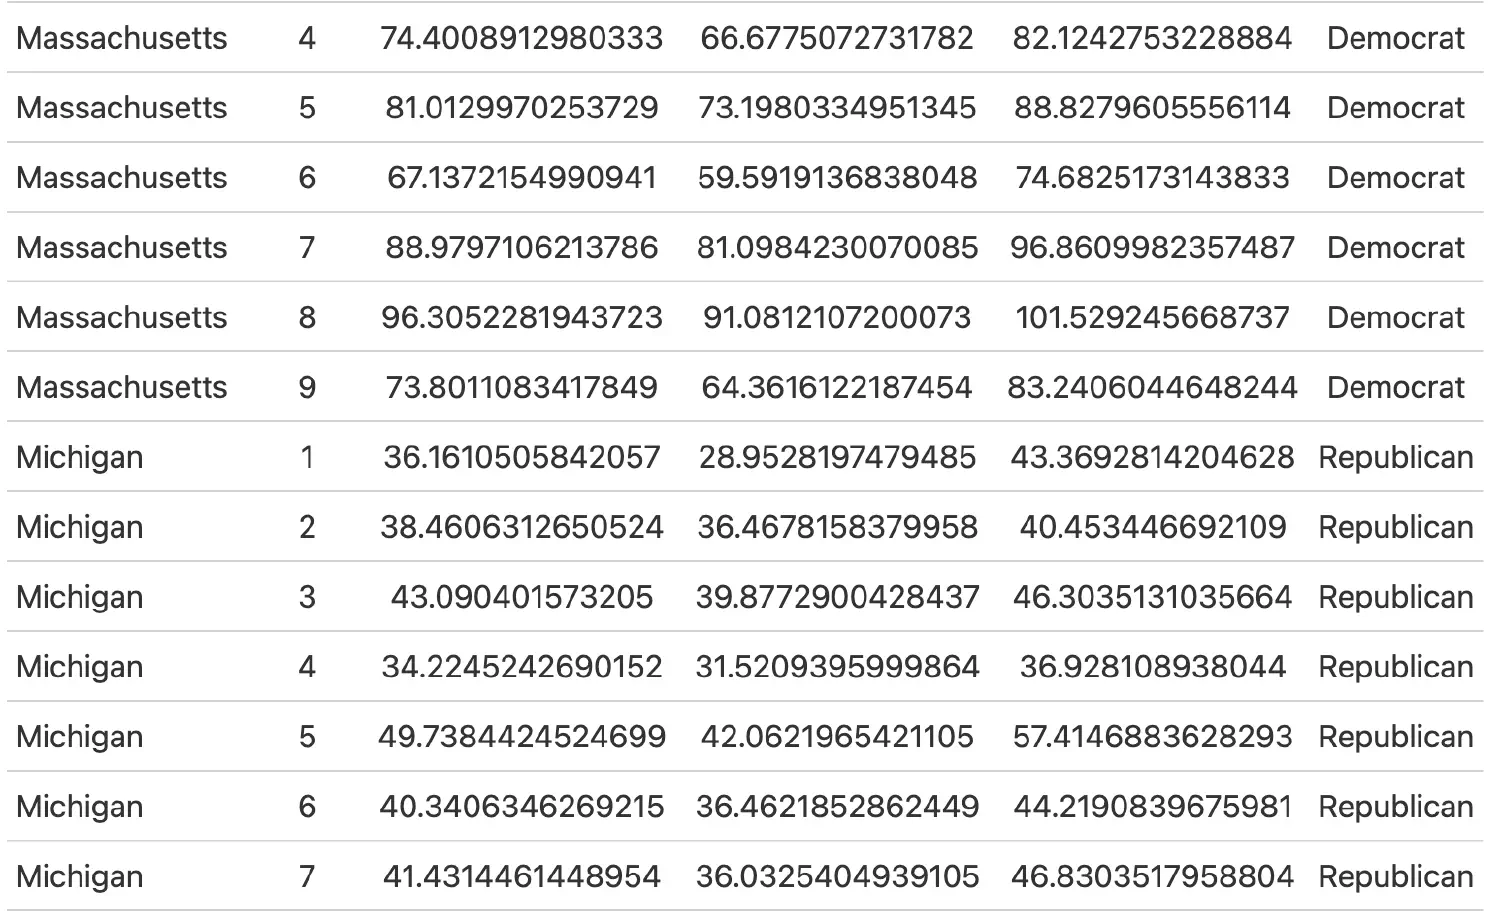 Massachusetts 4 74.4008912980333 66.6775072731782 82.1242753228884 Democrat
Massachusetts 5 81.0129970253729 73.1980334951345 88.8279605556114 Democrat
Massachusetts 6 67.1372154990941 59.5919136838048 74.6825173143833 Democrat
Massachusetts 7 88.9797106213786 81.0984230070085 96.8609982357487 Democrat
Massachusetts 8 96.3052281943723 91.0812107200073 101.529245668737 Democrat
Massachusetts 9 73.8011083417849 64.3616122187454 83.2406044648244 Democrat
Michigan 1 36.1610505842057 28.9528197479485 43.3692814204628 Republican
Michigan 2 38.4606312650524 36.4678158379958 40.453446692109 Republican
Michigan 3 43.090401573205 39.8772900428437 46.3035131035664 Republican
Michigan 4 34.2245242690152 31.5209395999864 36.928108938044 Republican
Michigan 5 49.7384424524699 42.0621965421105 57.4146883628293 Republican
Michigan 6 40.3406346269215 36.4621852862449 44.2190839675981 Republican
Michigan 7 41.4314461448954 36.0325404939105 46.8303517958804 Republican